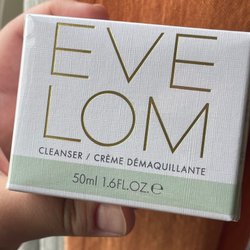 EVE
LOM
CLEANSER / CRÈME DÉMAQUILLANTE
50ml 1.6FL.OZ.℮